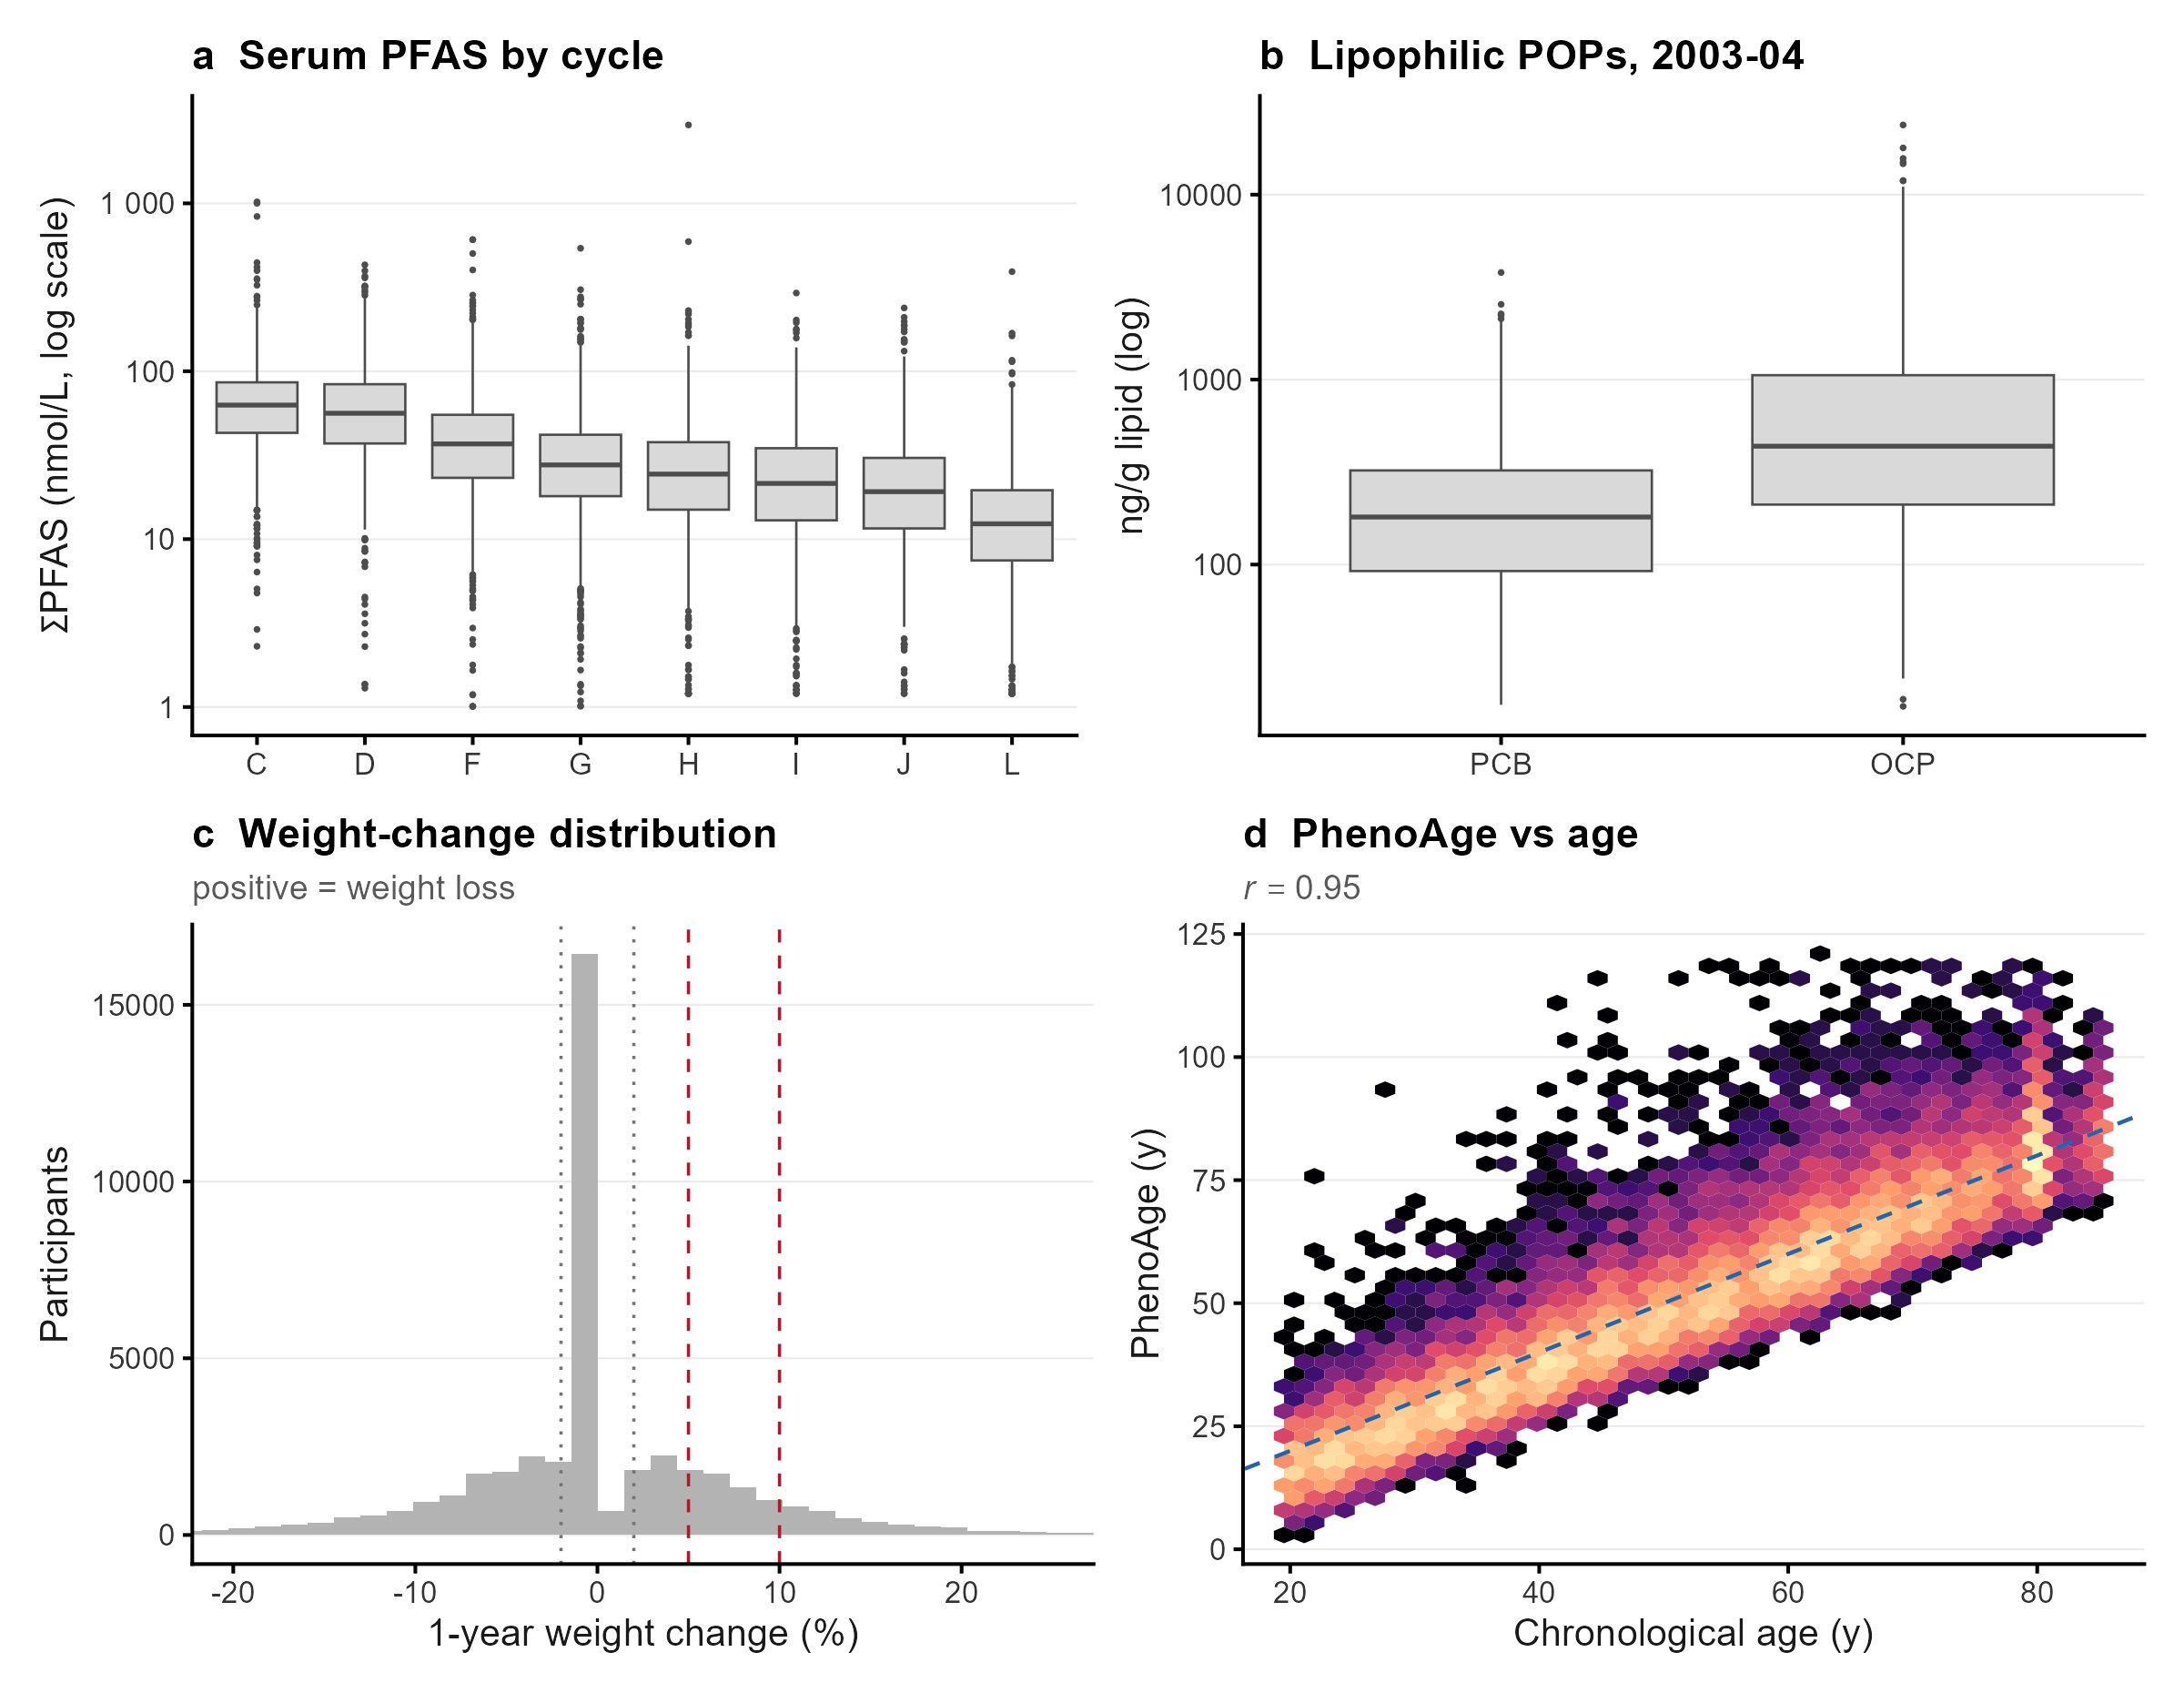 a Serum PFAS by cycle
ΣPFAS (nmol/L, log scale)
1 000
100
10
1
C D F G H I J L
b Lipophilic POPs, 2003-04
ng/g lipid (log)
10000
1000
100
PCB OCP
c Weight-change distribution
positive = weight loss
Participants
15000
10000
5000
0
-20 -10 0 10 20
1-year weight change (%)
d PhenoAge vs age
r = 0.95
PhenoAge (y)
125
100
75
50
25
0
20 40 60 80
Chronological age (y)